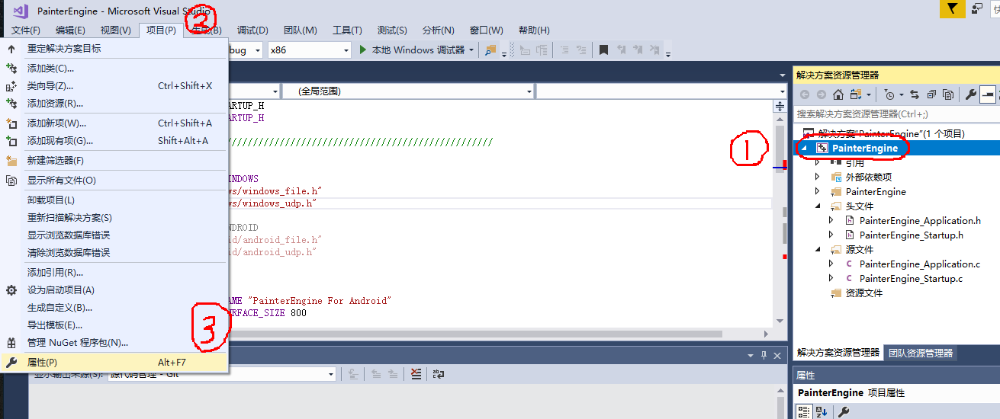 PainterEngine - Microsoft Visual Studio
快
2
文件(F) 编辑(E) 视图(V) 项目(P) 生成(B) 调试(D) 团队(M) 工具(T) 测试(S) 分析(N) 窗口(W) 帮助(H)
bug x86 本地 Windows 调试器
重定解决方案目标
添加类(C)...
类向导(Z)... Ctrl+Shift+X
添加资源(R)...
添加新项(W)... Ctrl+Shift+A
添加现有项(G)... Shift+Alt+A
新建筛选器(F)
显示所有文件(O)
卸载项目(L)
重新扫描解决方案(S)
显示浏览数据库错误
清除浏览数据库错误
添加引用(R)...
设为启动项目(A)
生成自定义(B)...
导出模板(E)...
管理 NuGet 程序包(N)...
属性(P) Alt+F7
3
(全局范围)
ARTUP_H
ARTUP_H
INDOWS
ws/windows_file.h"
ws/windows_udp.h"
NDROID
id/android_file.h"
id/android_udp.h"
AME "PainterEngine For Android"
RFACE_SIZE 800
显示输出来源(S): 源代码管理 - Git
1
解决方案资源管理器
搜索解决方案资源管理器(Ctrl+;)
解决方案"PainterEngine"(1 个项目)
PainterEngine
引用
外部依赖项
PainterEngine
头文件
PainterEngine_Application.h
PainterEngine_Startup.h
源文件
PainterEngine_Application.c
PainterEngine_Startup.c
资源文件
解决方案资源管理器 团队资源管理器
属性
PainterEngine 项目属性